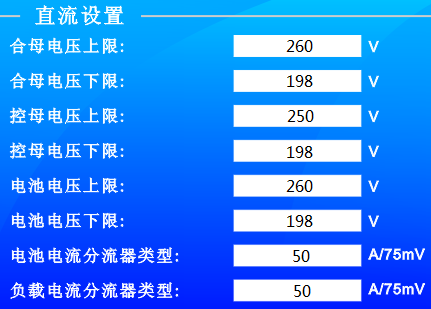 直流设置
合母电压上限: 260 V
合母电压下限: 198 V
控母电压上限: 250 V
控母电压下限: 198 V
电池电压上限: 260 V
电池电压下限: 198 V
电池电流分流器类型: 50 A/75mV
负载电流分流器类型: 50 A/75mV